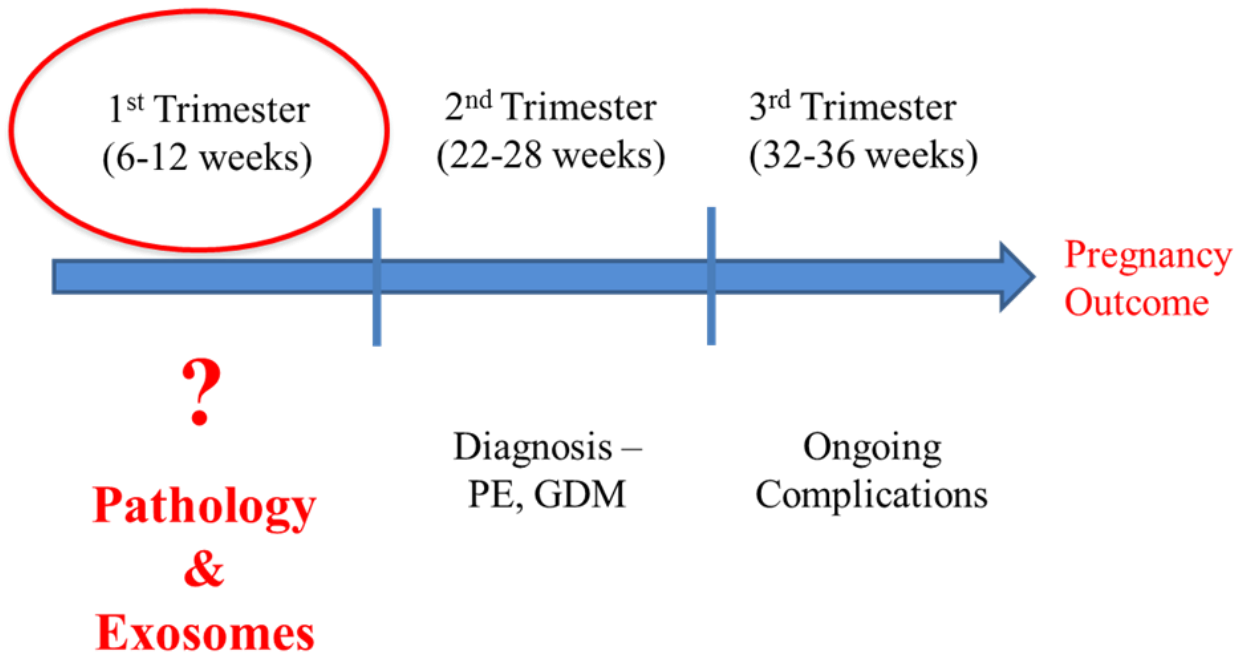 1st Trimester
(6-12 weeks)
2nd Trimester
(22-28 weeks)
3rd Trimester
(32-36 weeks)
Pregnancy
Outcome
?
Pathology
&
Exosomes
Diagnosis –
PE, GDM
Ongoing
Complications